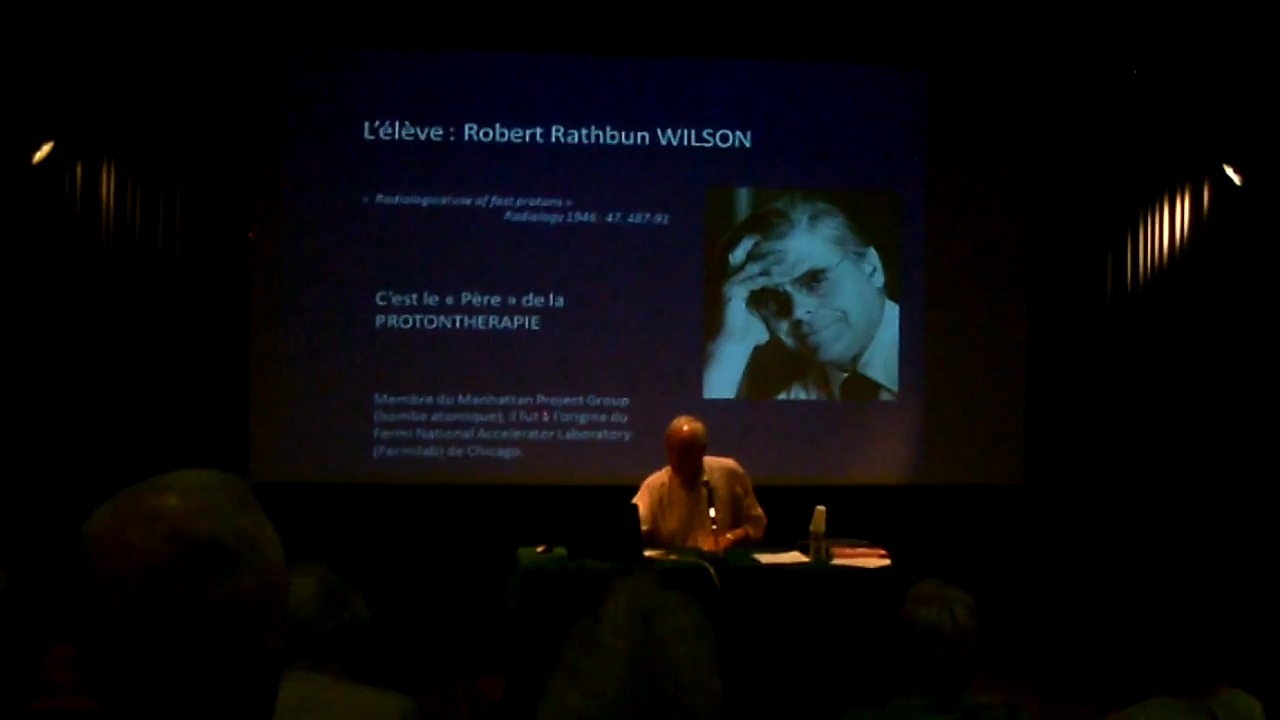 L'élève : Robert Rathbun WILSON
« Radiological use of fast protons »
Radiology 1946 : 47, 487-91
C'est le « Père » de la
PROTONTHERAPIE
Membre du Manhattan Project Group
(bombe atomique), il fut à l'origine du
Fermi National Accelerator Laboratory
(Fermilab) de Chicago.